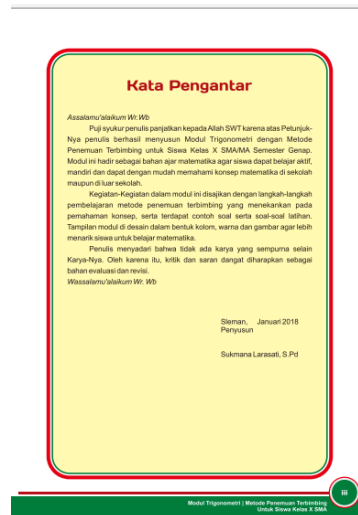 Kata Pengantar
Assalamu'alaikum Wr.Wb
Puji syukur penulis panjatkan kepada Allah SWT karena atas Petunjuk-
Nya penulis berhasil menyusun Modul Trigonometri dengan Metode
Penemuan Terbimbing untuk Siswa Kelas X SMA/MA Semester Genap.
Modul ini hadir sebagai bahan ajar matematika agar siswa dapat belajar aktif,
mandiri dan dapat dengan mudah memahami konsep matematika di sekolah
maupun di luar sekolah.
Kegiatan-Kegiatan dalam modul ini disajikan dengan langkah-langkah
pembelajaran metode penemuan terbimbing yang menekankan pada
pemahaman konsep, serta terdapat contoh soal serta soal-soal latihan.
Tampilan modul di desain dalam bentuk kolom, warna dan gambar agar lebih
menarik siswa untuk belajar matematika.
Penulis menyadari bahwa tidak ada karya yang sempurna selain
Karya-Nya. Oleh karena itu, kritik dan saran dangat diharapkan sebagai
bahan evaluasi dan revisi.
Wassalamu'alaikum Wr. Wb
Sleman, Januari 2018
Penyusun
Sukmana Larasati, S.Pd
iii
Modul Trigonometri | Metode Penemuan Terbimbing
Untuk Siswa Kelas X SMA